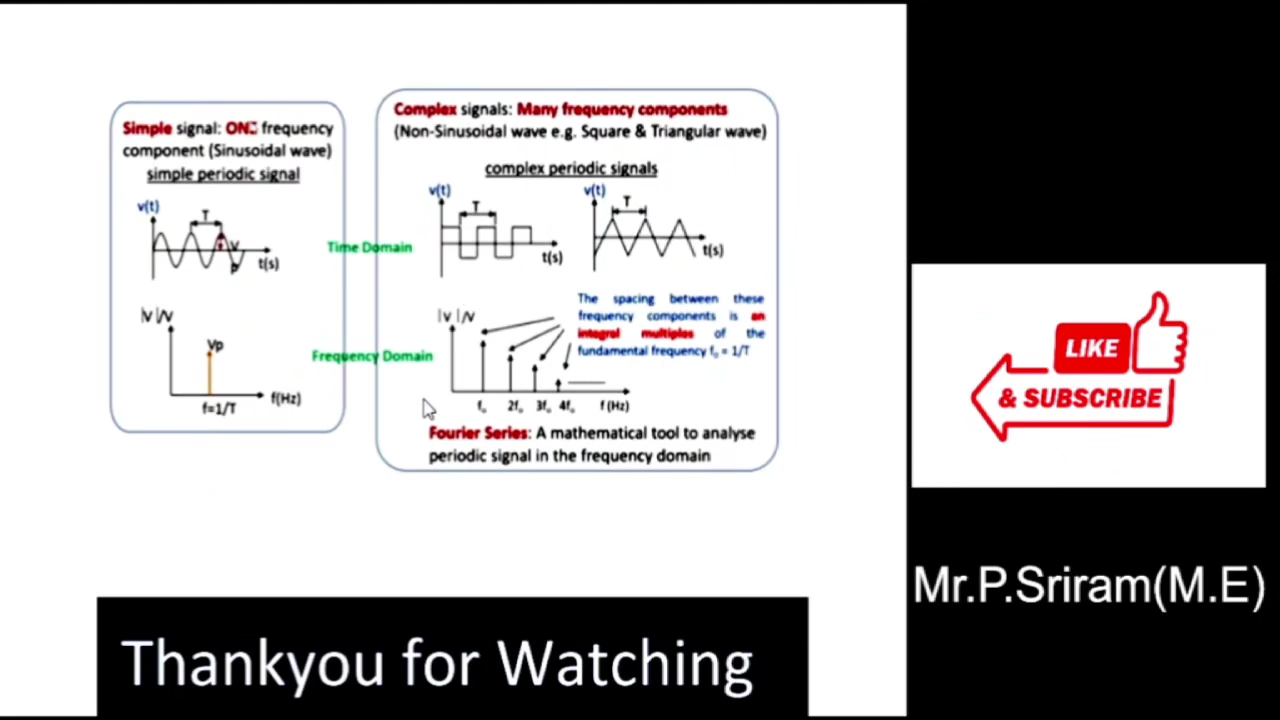 Simple signal: ONE frequency
component (Sinusoidal wave)
simple periodic signal
v(t)
T
t(s)
|V|/V
Vp
f=1/T
f(Hz)
Time Domain
Frequency Domain
Complex signals: Many frequency components
(Non-Sinusoidal wave e.g. Square & Triangular wave)
complex periodic signals
v(t)
T
t(s)
v(t)
T
t(s)
The spacing between these
frequency components is an
integral multiples of the
fundamental frequency f₀ = 1/T
|V|/V
f₀ 2f₀ 3f₀ 4f₀ f(Hz)
Fourier Series: A mathematical tool to analyse
periodic signal in the frequency domain
LIKE
& SUBSCRIBE
Mr.P.Sriram(M.E)
Thankyou for Watching